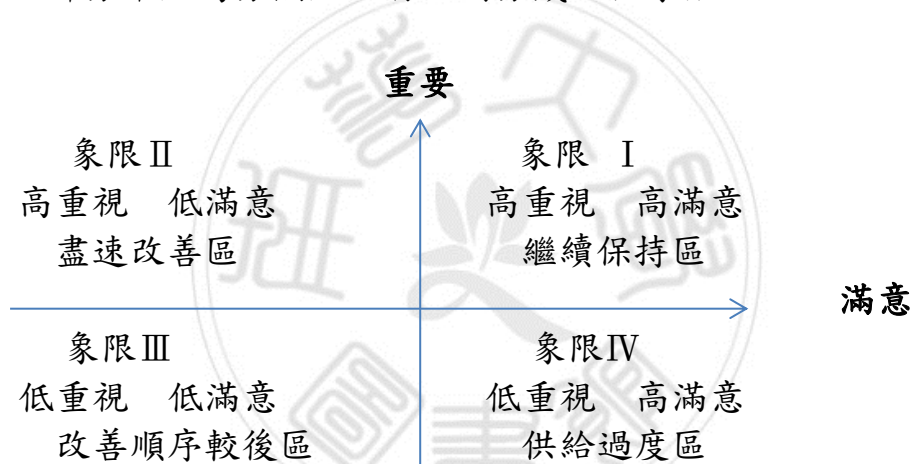 重要
象限Ⅱ
高重視 低滿意
盡速改善區
象限 Ⅰ
高重視 高滿意
繼續保持區
滿意
象限Ⅲ
低重視 低滿意
改善順序較後區
象限Ⅳ
低重視 高滿意
供給過度區